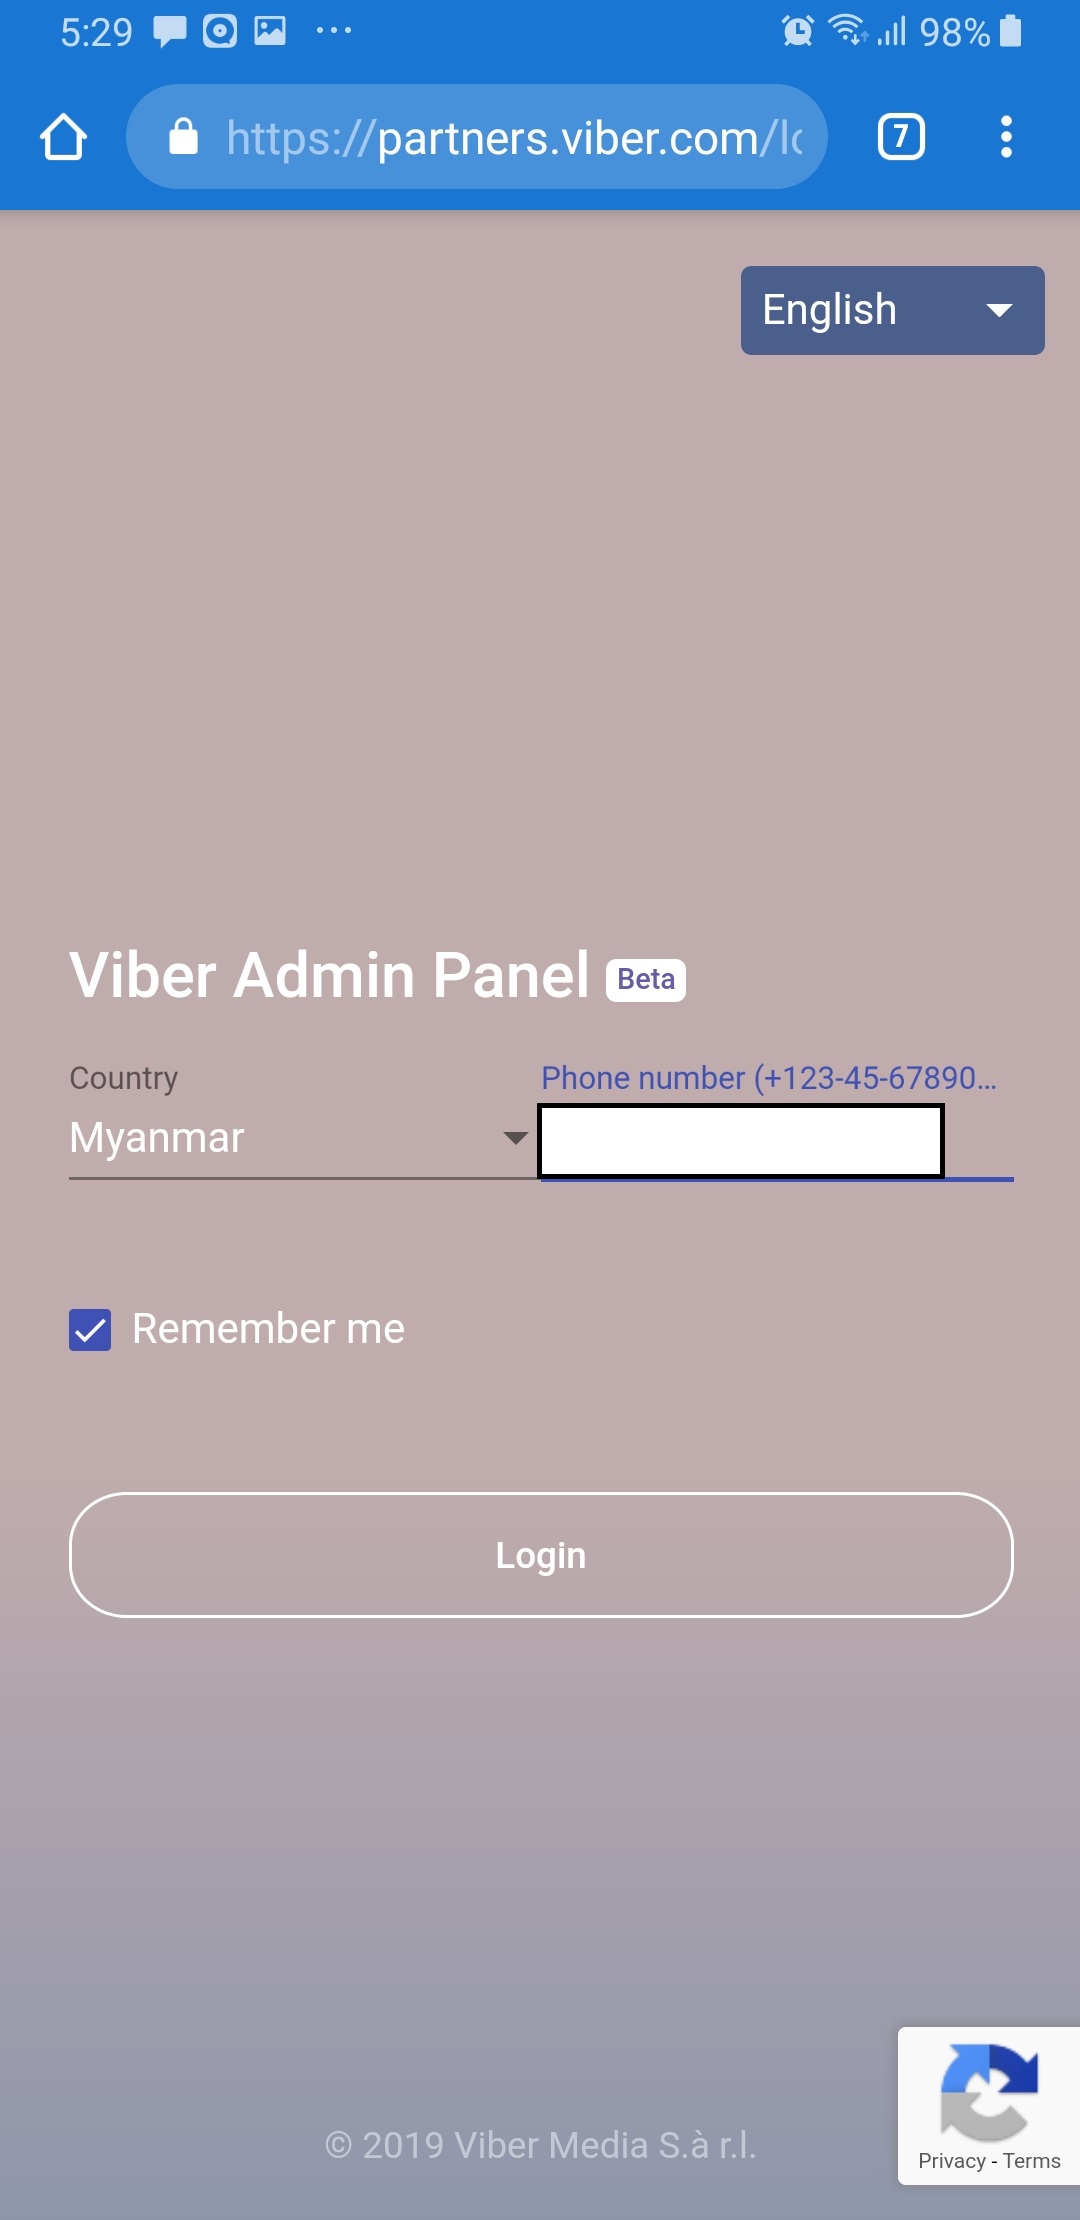 5:29 98%
https://partners.viber.com/lo 7
English
Viber Admin Panel Beta
Country Phone number (+123-45-67890...
Myanmar
Remember me
Login
© 2019 Viber Media S.à r.l.
Privacy - Terms